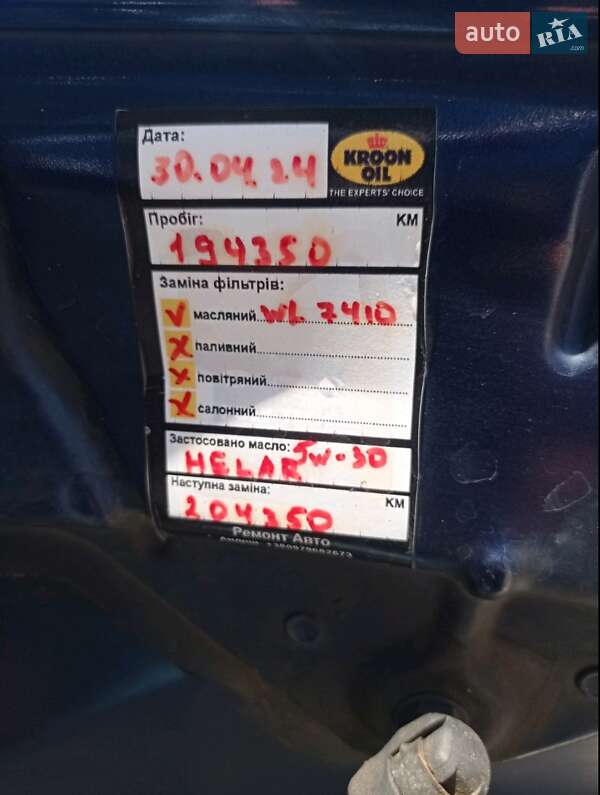 auto RIA
.com
Дата:
30.04.24
KROON
OIL
THE EXPERTS' CHOICE
Пробіг: КМ
194350
Заміна фільтрів:
V масляний WL 7410
X паливний
X повітряний
X салонний
Застосовано масло: 5W-30
HELAR
Наступна заміна: КМ
204350
Ремонт Авто